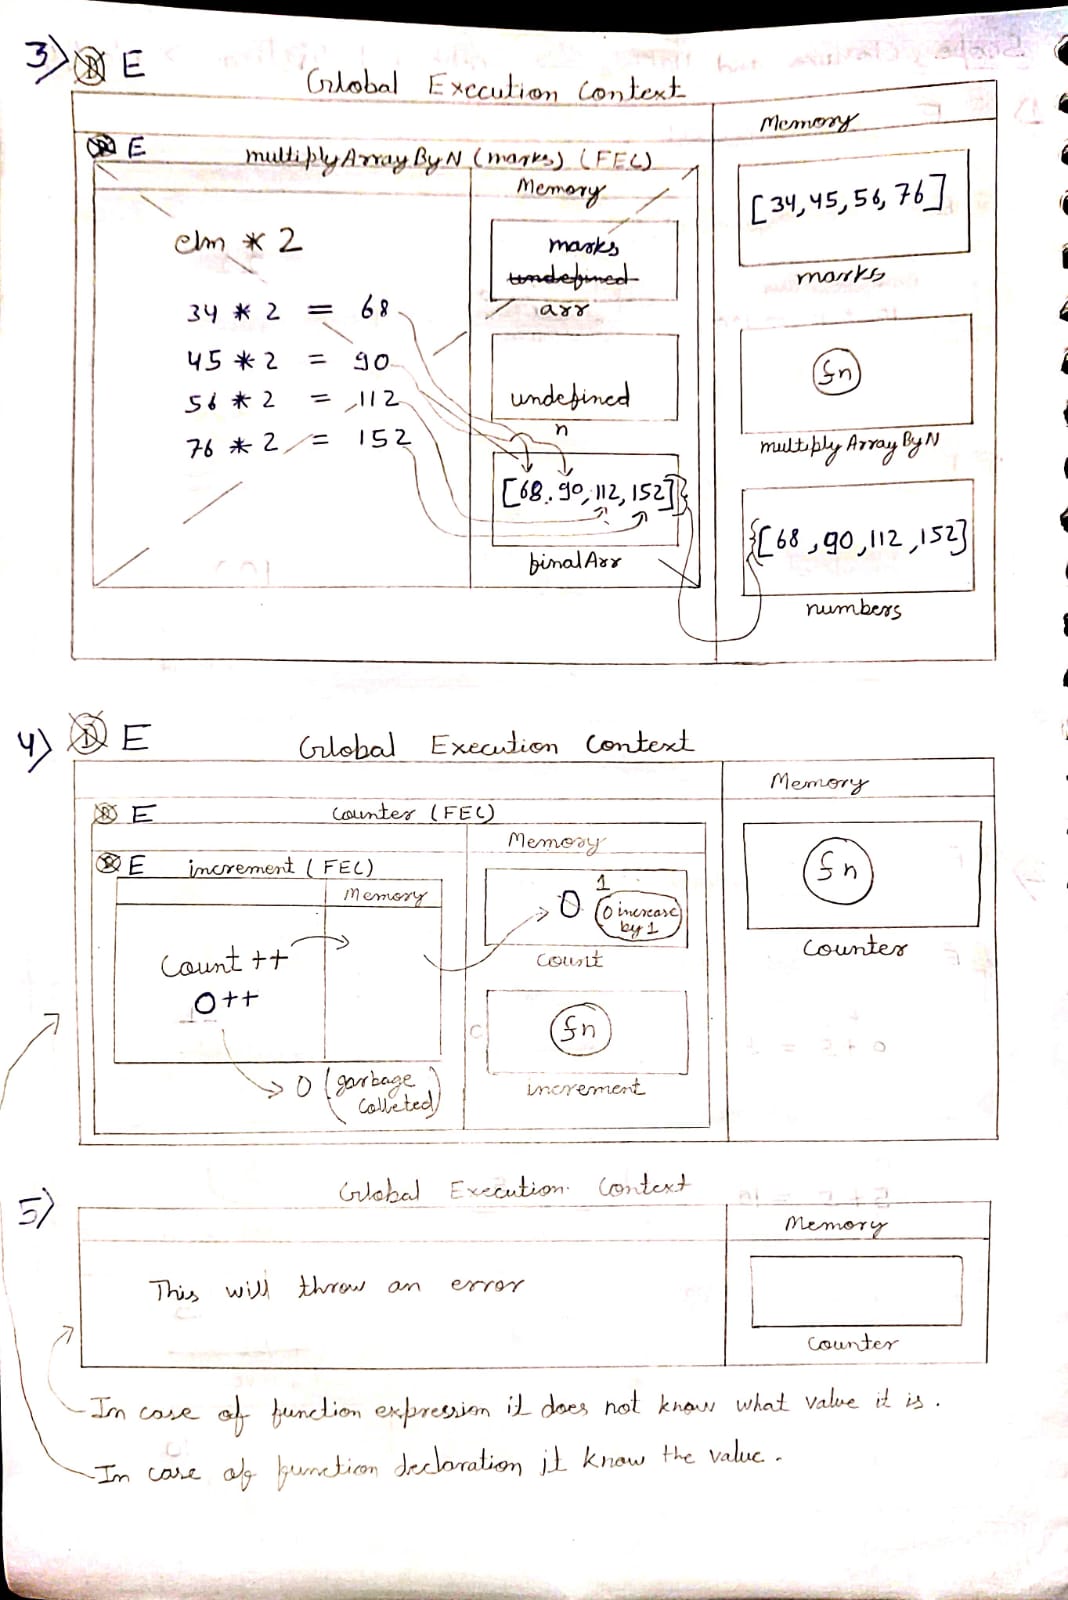 3) D E
Global Execution Context
Memory
D E multiplyArrayByN (marks) (FEC)
Memory
[34, 45, 56, 76]
marks
elm * 2
marks
undefined
arr
34 * 2 = 68
45 * 2 = 90
56 * 2 = 112
76 * 2 = 152
undefined
n
fn
multiplyArrayByN
[68, 90, 112, 152]
finalArr
[68, 90, 112, 152]
numbers
4) D E
Global Execution Context
Memory
D E counter (FEC)
Memory
D E increment (FEC)
Memory
Count ++
0++
0 (garbage
colleted)
1
0 0 increase
by 1
count
fn
increment
fn
Counter
5) Global Execution Context
Memory
This will throw an error
Counter
In case of function expression it does not know what value it is.
In case of function declaration it know the value.